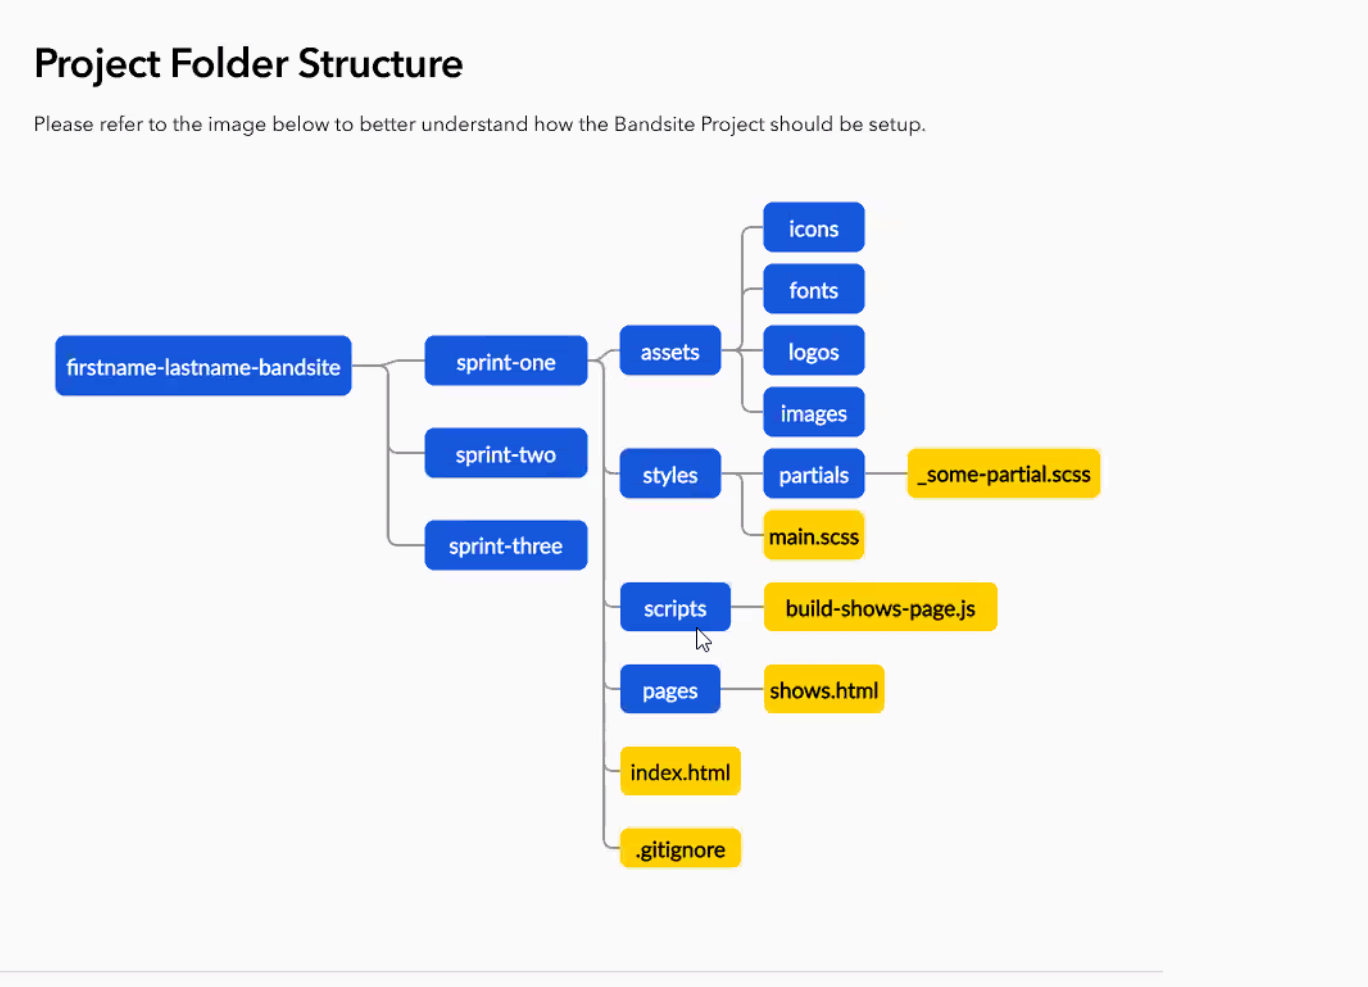 Project Folder Structure
Please refer to the image below to better understand how the Bandsite Project should be setup.
firstname-lastname-bandsite
sprint-one
sprint-two
sprint-three
assets
icons
fonts
logos
images
styles
partials
_some-partial.scss
main.scss
scripts
build-shows-page.js
pages
shows.html
index.html
.gitignore